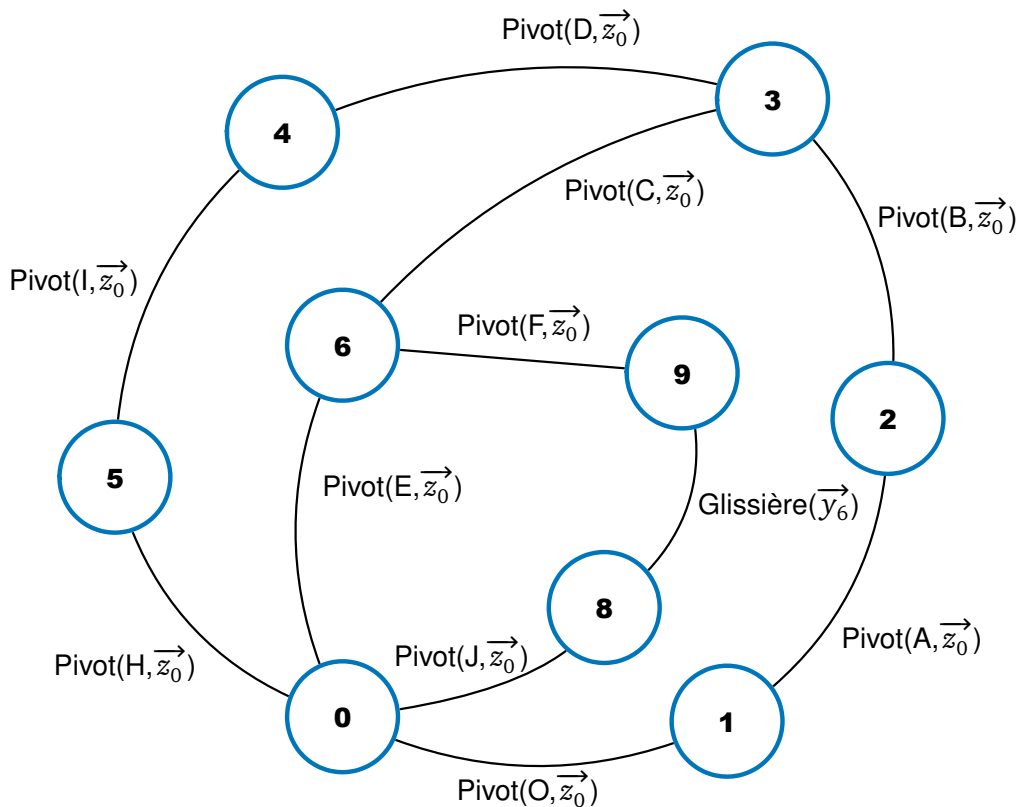 Pivot(D, $\overrightarrow{z_0}$)
3
4
Pivot(C, $\overrightarrow{z_0}$)
Pivot(B, $\overrightarrow{z_0}$)
Pivot(I, $\overrightarrow{z_0}$)
Pivot(F, $\overrightarrow{z_0}$)
6
9
2
5
Pivot(E, $\overrightarrow{z_0}$)
Glissière($\overrightarrow{y_6}$)
8
Pivot(A, $\overrightarrow{z_0}$)
Pivot(H, $\overrightarrow{z_0}$)
Pivot(J, $\overrightarrow{z_0}$)
0
1
Pivot(O, $\overrightarrow{z_0}$)